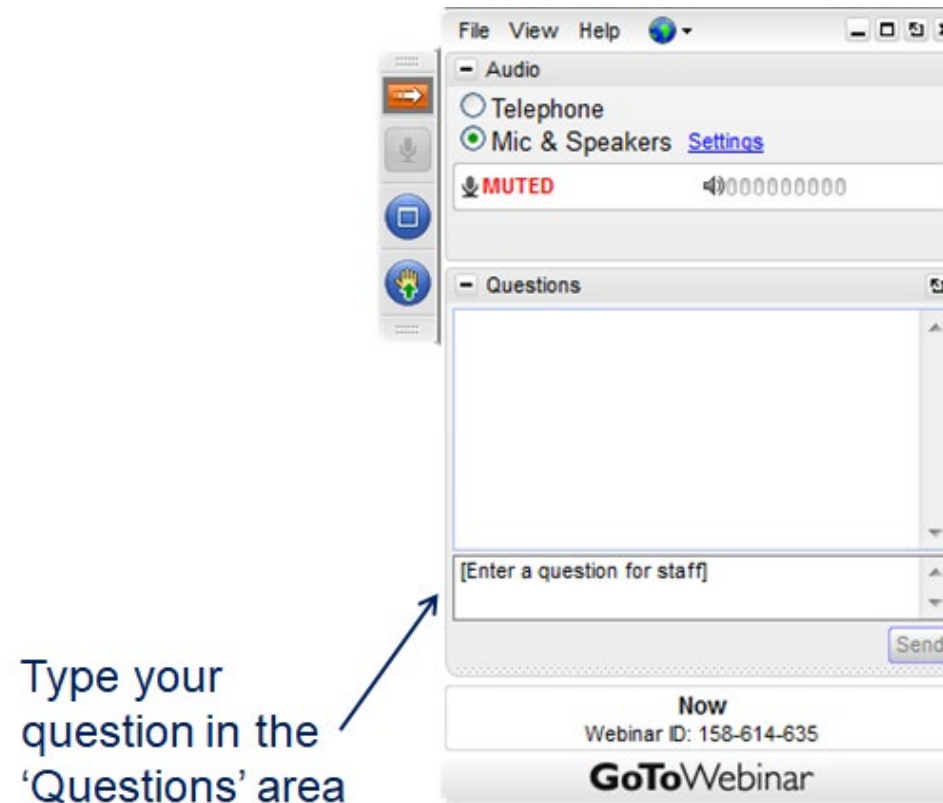 File View Help
Audio
Telephone
Mic & Speakers Settings
MUTED 000000000
Questions
[Enter a question for staff]
Send
Type your
question in the
‘Questions’ area
Now
Webinar ID: 158-614-635
GoToWebinar